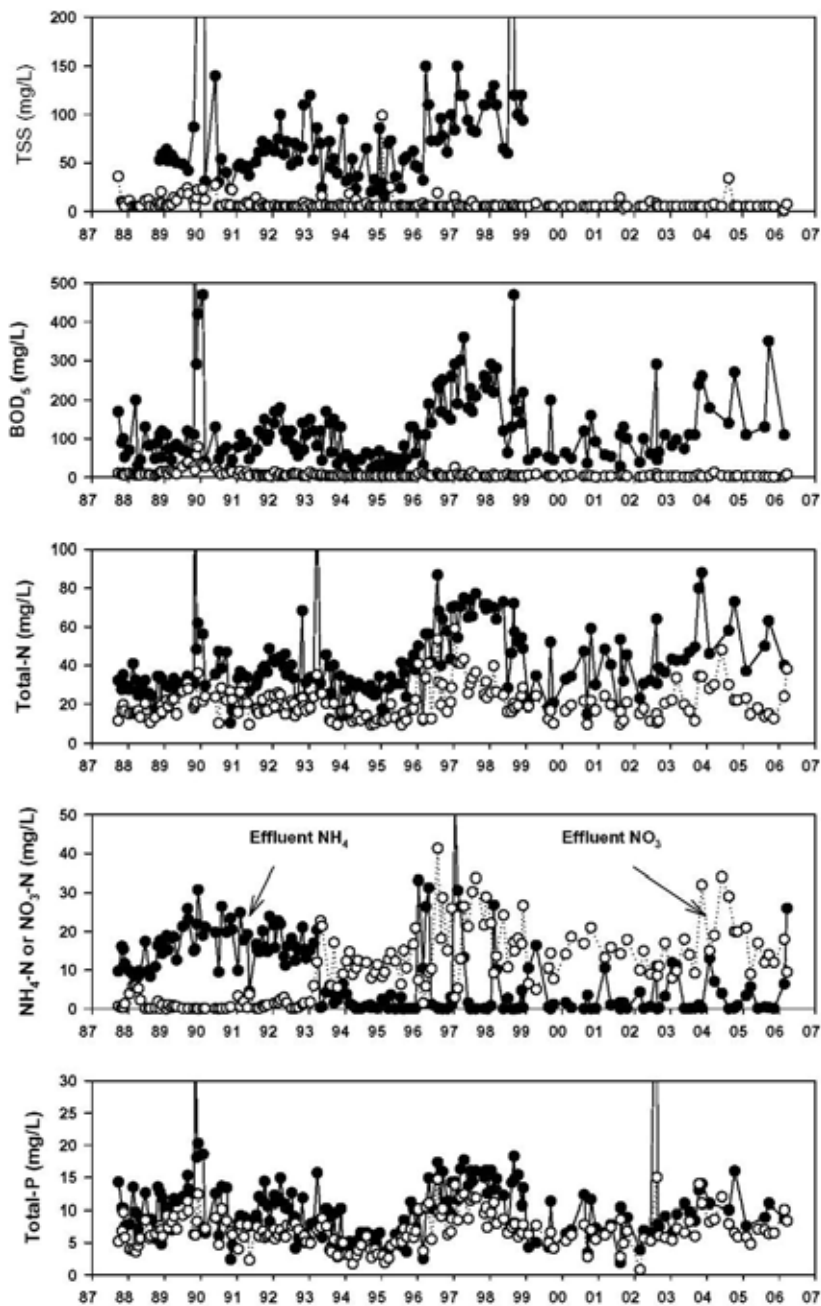 200
150
100
50
0
TSS (mg/L)
87 88 89 90 91 92 93 94 95 96 97 98 99 00 01 02 03 04 05 06 07
500
400
300
200
100
0
BOD₅ (mg/L)
87 88 89 90 91 92 93 94 95 96 97 98 99 00 01 02 03 04 05 06 07
100
80
60
40
20
0
Total-N (mg/L)
87 88 89 90 91 92 93 94 95 96 97 98 99 00 01 02 03 04 05 06 07
50
40
30
20
10
0
NH₄-N or NO₃-N (mg/L)
Effluent NH₄
Effluent NO₃
87 88 89 90 91 92 93 94 95 96 97 98 99 00 01 02 03 04 05 06 07
30
25
20
15
10
5
0
Total-P (mg/L)
87 88 89 90 91 92 93 94 95 96 97 98 99 00 01 02 03 04 05 06 07